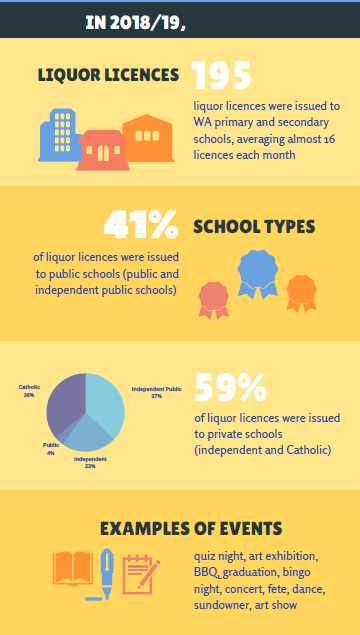 IN 2018/19,
LIQUOR LICENCES
195
liquor licences were issued to
WA primary and secondary
schools, averaging almost 16
licences each month
41%
of liquor licences were issued
to public schools (public and
independent public schools)
SCHOOL TYPES
Catholic
36%
Independent Public
37%
Public
4%
Independent
23%
59%
of liquor licences were issued
to private schools
(independent and Catholic)
EXAMPLES OF EVENTS
quiz night, art exhibition,
BBQ, graduation, bingo
night, concert, fete, dance,
sundowner, art show